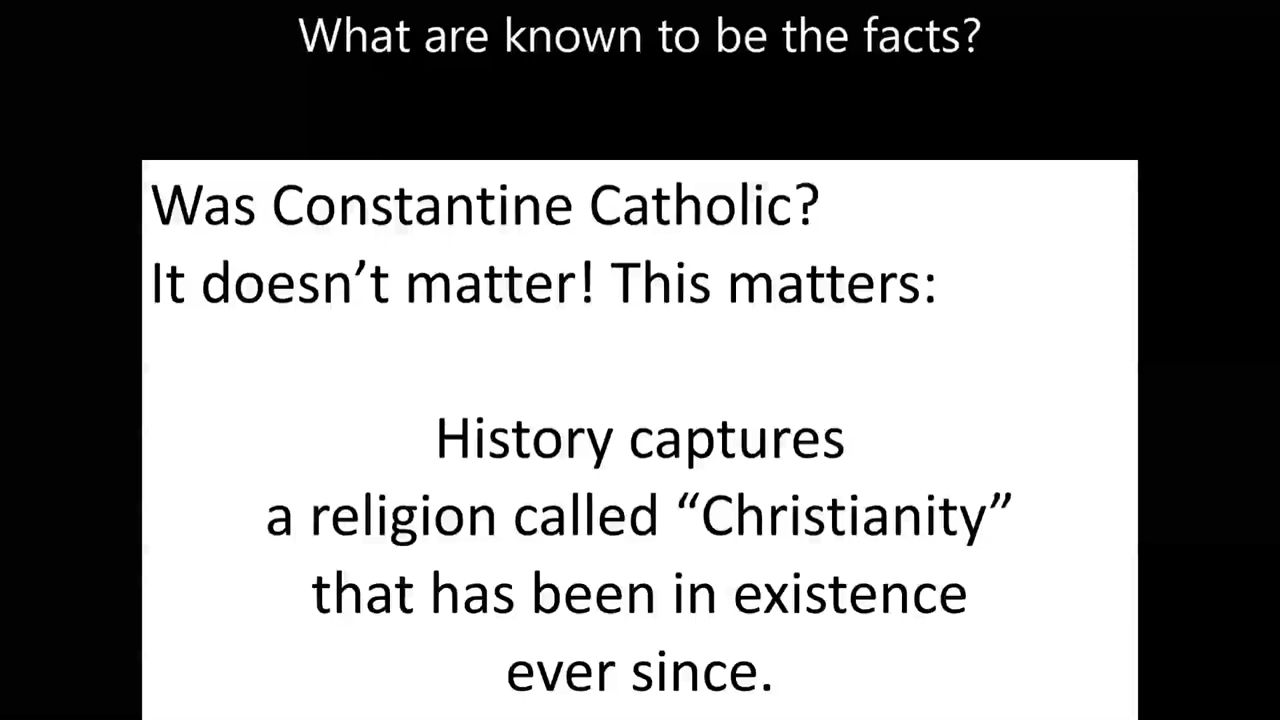 What are known to be the facts?
Was Constantine Catholic?
It doesn’t matter! This matters:
History captures
a religion called “Christianity”
that has been in existence
ever since.